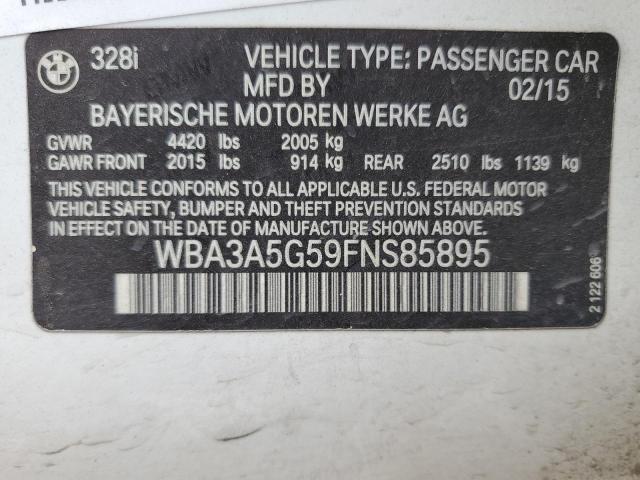 328i VEHICLE TYPE: PASSENGER CAR
MFD BY 02/15
BAYERISCHE MOTOREN WERKE AG
GVWR 4420 lbs 2005 kg
GAWR FRONT 2015 lbs 914 kg REAR 2510 lbs 1139 kg
THIS VEHICLE CONFORMS TO ALL APPLICABLE U.S. FEDERAL MOTOR
VEHICLE SAFETY, BUMPER AND THEFT PREVENTION STANDARDS
IN EFFECT ON THE DATE OF MANUFACTURE SHOWN ABOVE.
WBA3A5G59FNS85895
2 122 606